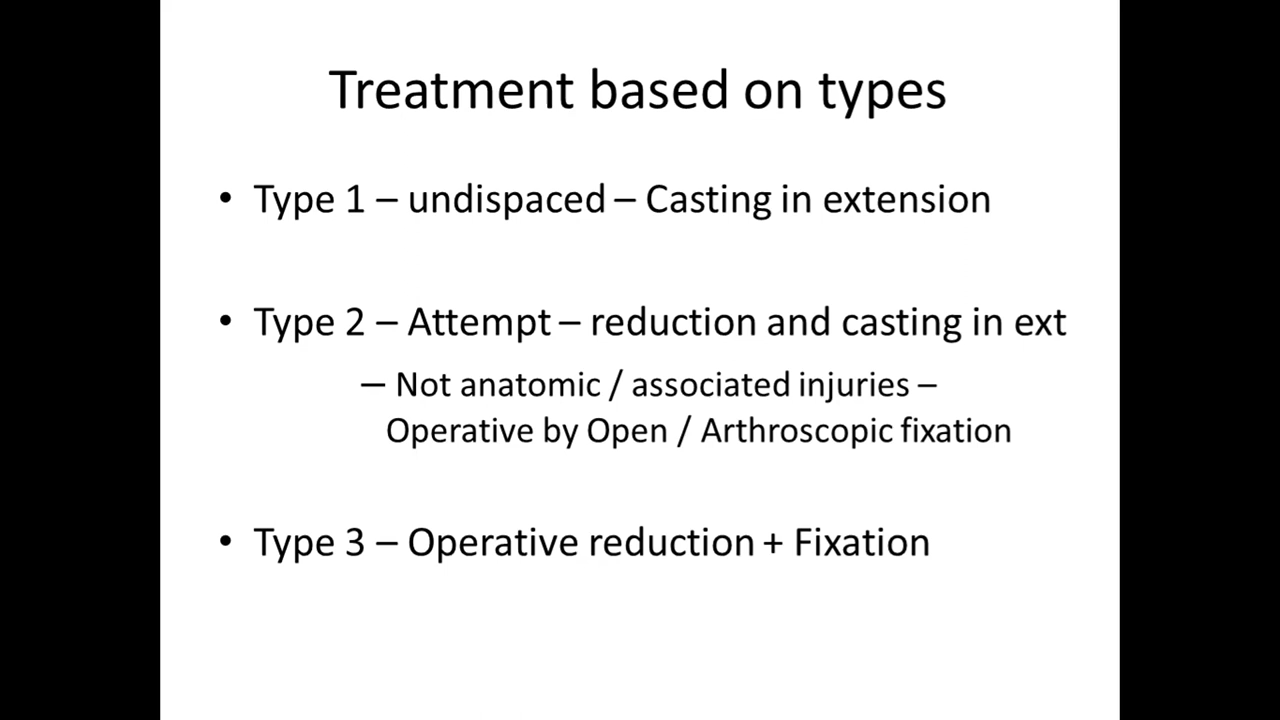 Treatment based on types
• Type 1 – undispaced – Casting in extension
• Type 2 – Attempt – reduction and casting in ext
– Not anatomic / associated injuries –
Operative by Open / Arthroscopic fixation
• Type 3 – Operative reduction + Fixation